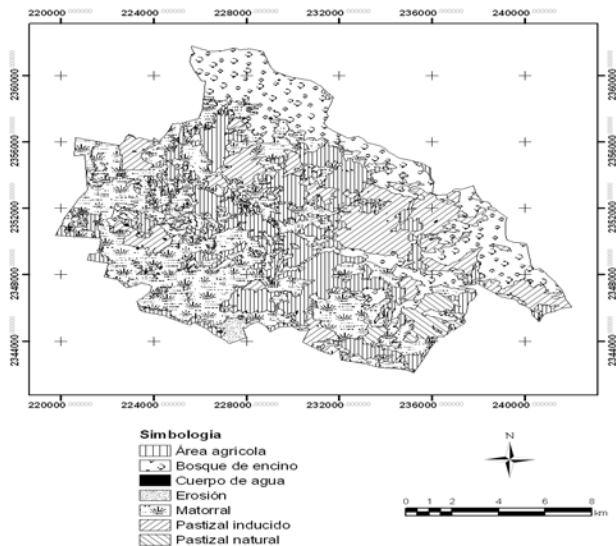 220000 224000 228000 232000 236000 240000
2360000 2360000
2356000 2356000
2352000 2352000
2348000 2348000
2344000 2344000
220000 224000 228000 232000 236000 240000
Simbologia
Área agrícola
Bosque de encino
Cuerpo de agua
Erosión
Matorral
Pastizal inducido
Pastizal natural
N
0 1 2 4 6 8
km